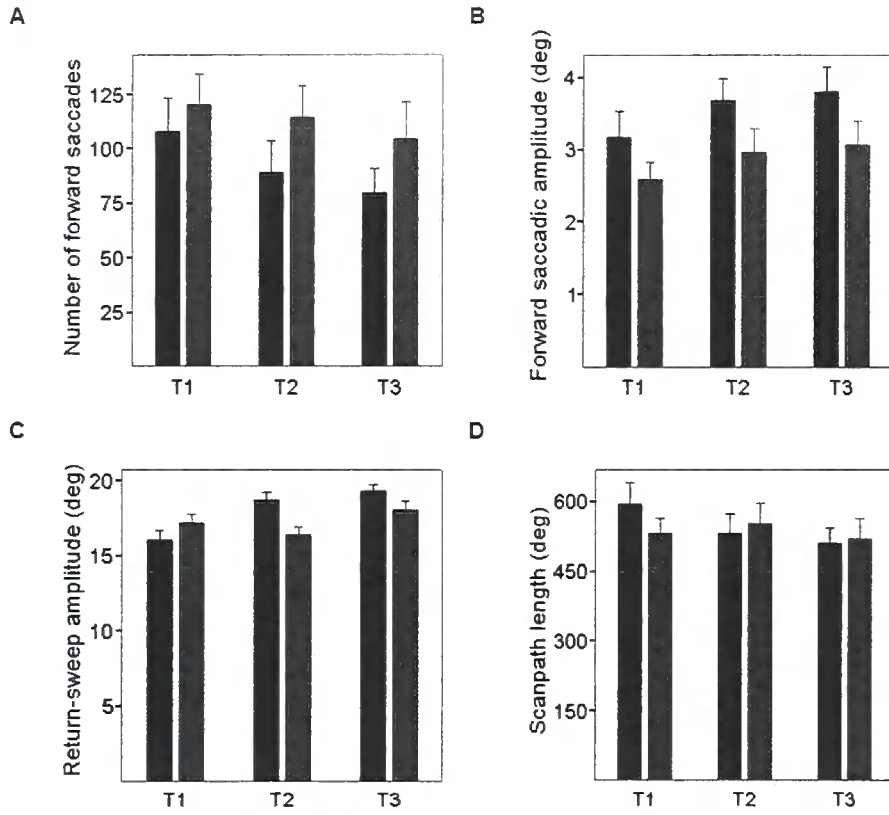 A
Number of forward saccades
125
100
75
50
25
T1 T2 T3
B
Forward saccadic amplitude (deg)
4
3
2
1
T1 T2 T3
C
Return-sweep amplitude (deg)
20
15
10
5
T1 T2 T3
D
Scanpath length (deg)
600
450
300
150
T1 T2 T3